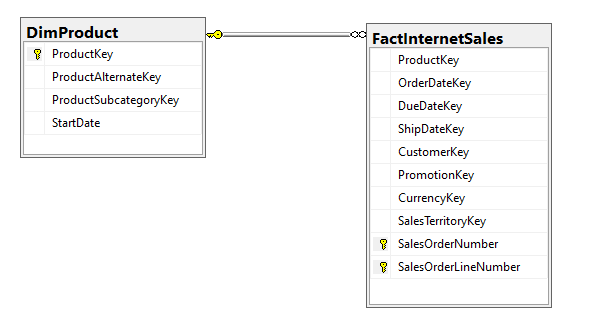 DimProduct
ProductKey
ProductAlternateKey
ProductSubcategoryKey
StartDate
FactInternetSales
ProductKey
OrderDateKey
DueDateKey
ShipDateKey
CustomerKey
PromotionKey
CurrencyKey
SalesTerritoryKey
SalesOrderNumber
SalesOrderLineNumber